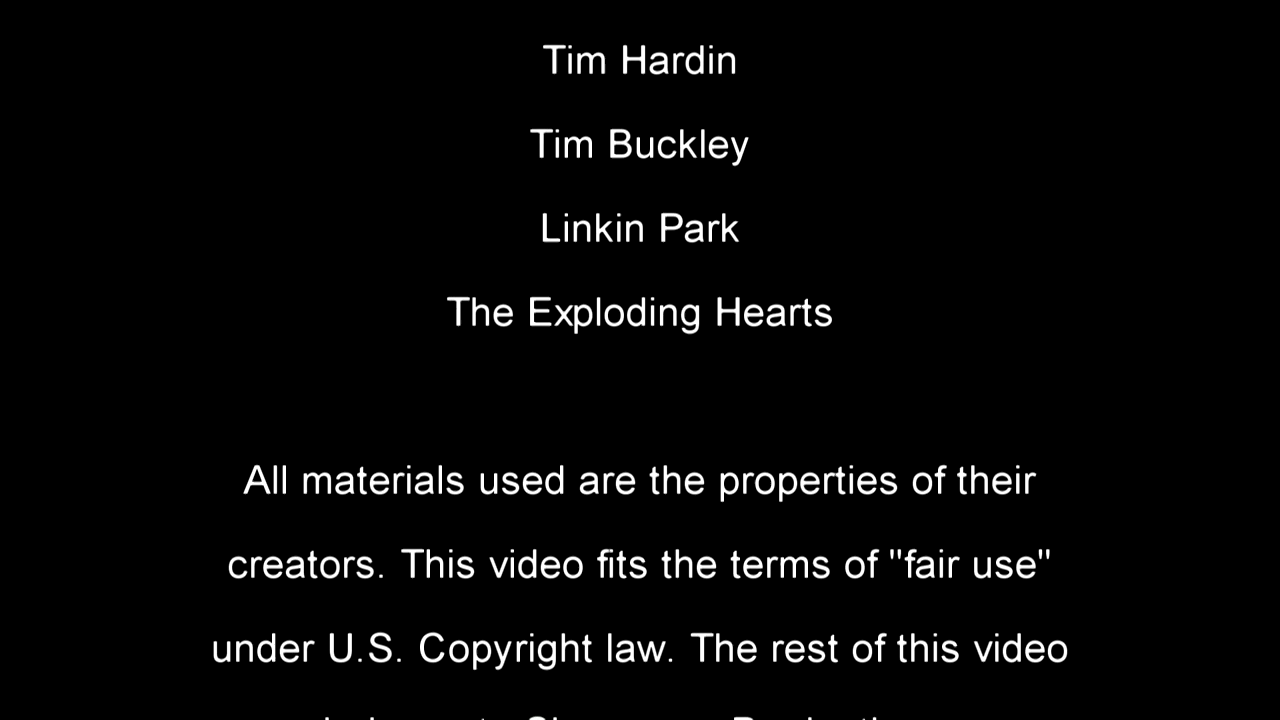 Tim Hardin
Tim Buckley
Linkin Park
The Exploding Hearts
All materials used are the properties of their
creators. This video fits the terms of "fair use"
under U.S. Copyright law. The rest of this video